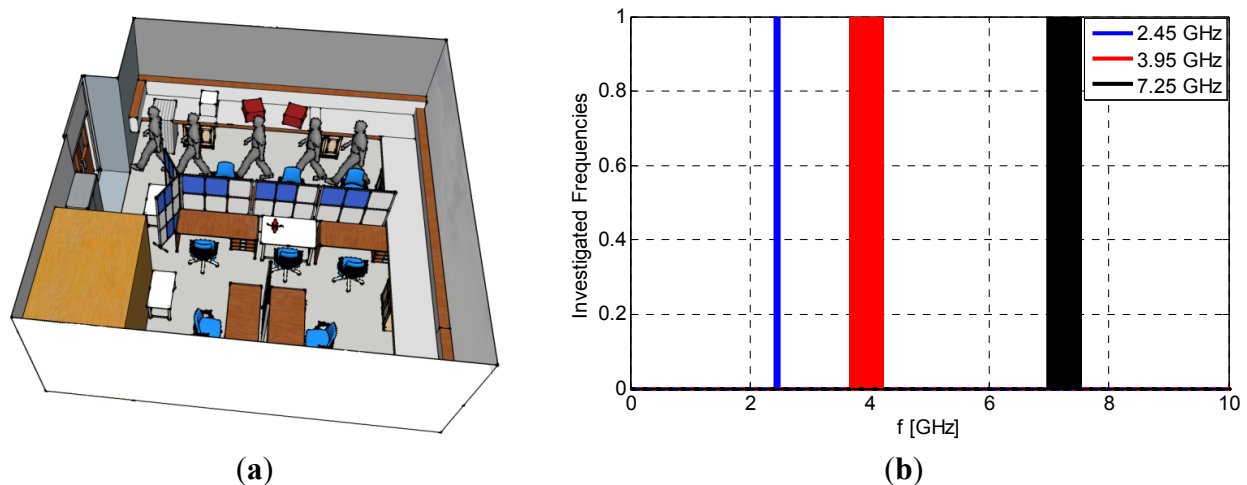 1
0.8
0.6
0.4
0.2
0
0
2
4
6
8
10
Investigated Frequencies
f [GHz]
2.45 GHz
3.95 GHz
7.25 GHz
(a)
(b)